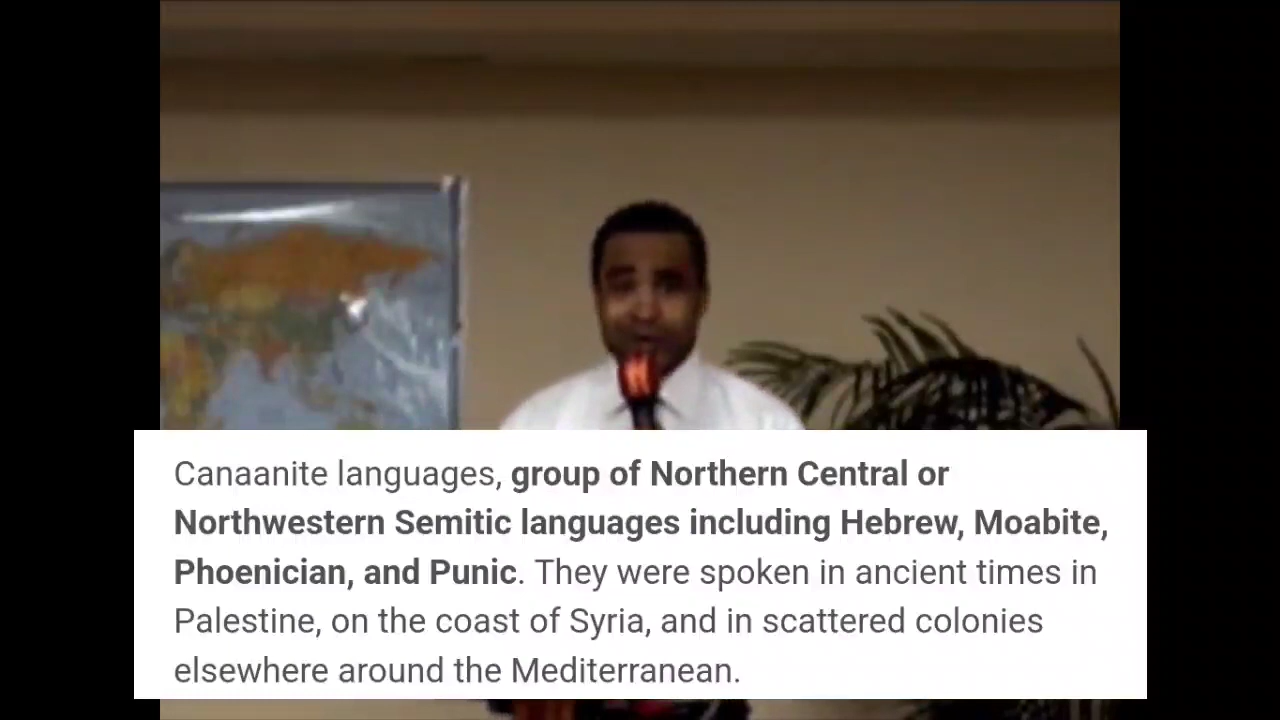 Canaanite languages, group of Northern Central or
Northwestern Semitic languages including Hebrew, Moabite,
Phoenician, and Punic. They were spoken in ancient times in
Palestine, on the coast of Syria, and in scattered colonies
elsewhere around the Mediterranean.